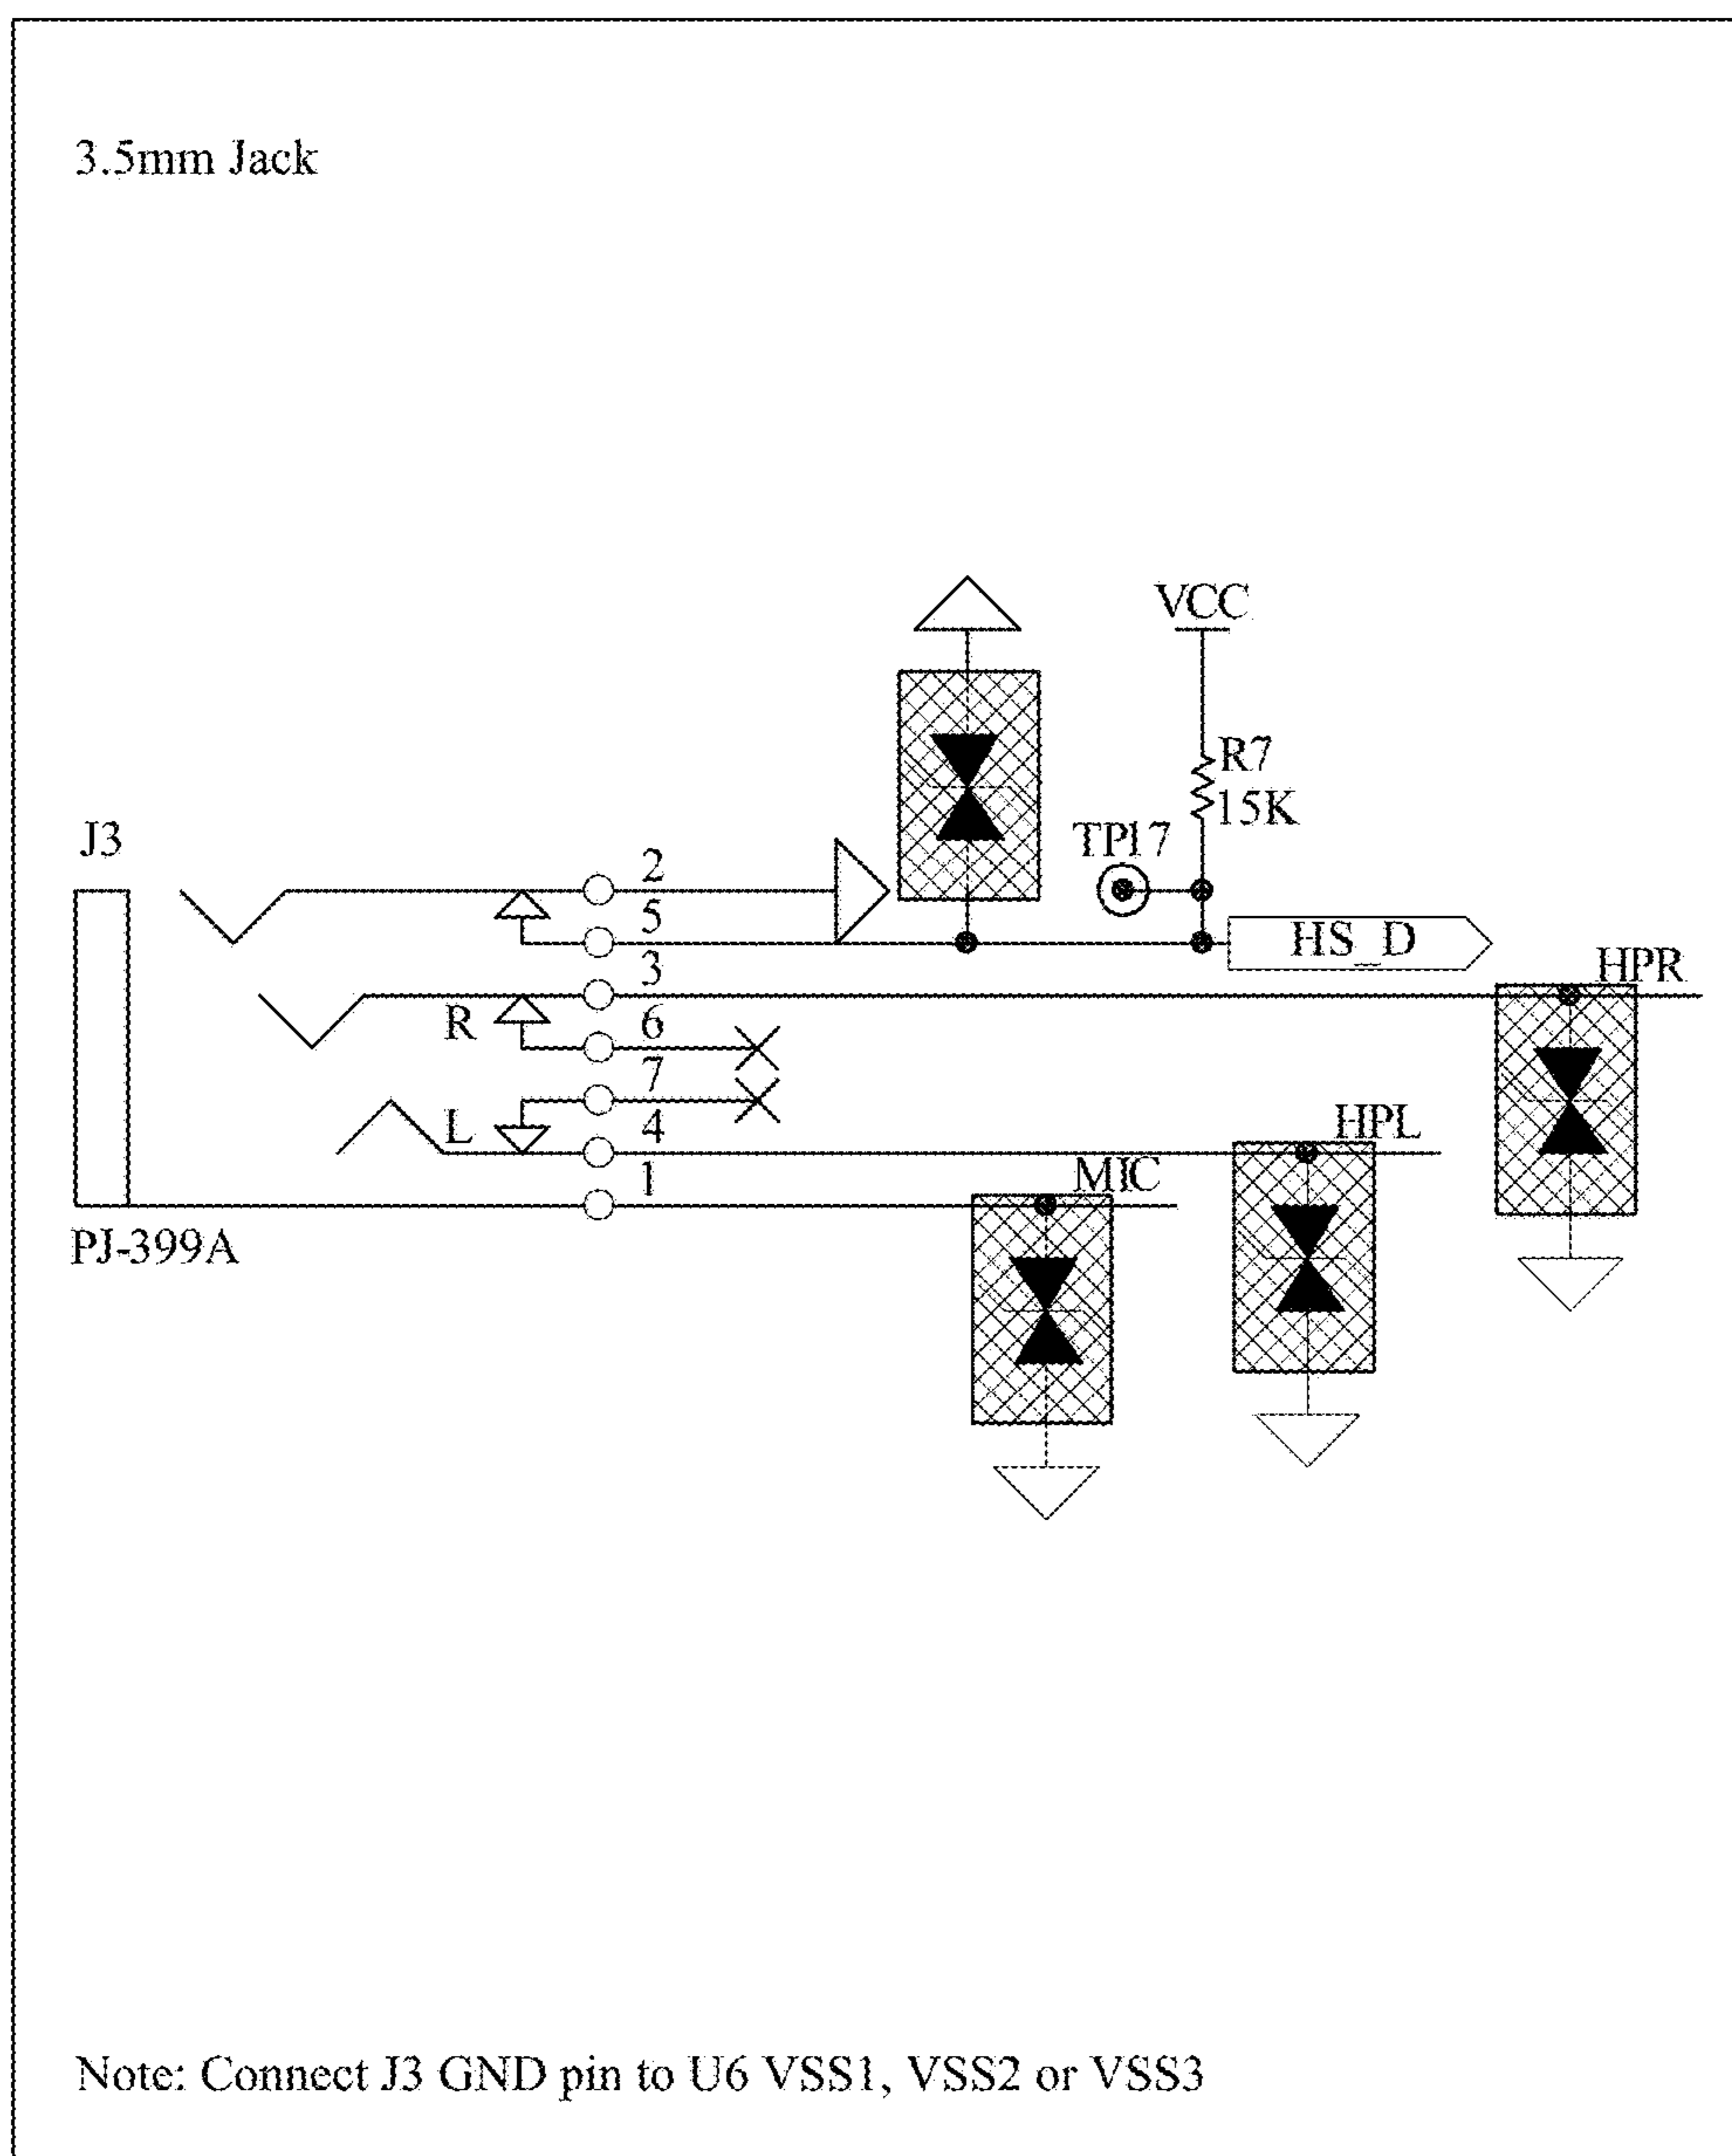 3.5mm Jack
VCC
R7
15K
TP17
J3
2
5
HS_D
3
HPR
R
6
7
L
4
HPL
1
MIC
PJ-399A
Note: Connect J3 GND pin to U6 VSS1, VSS2 or VSS3